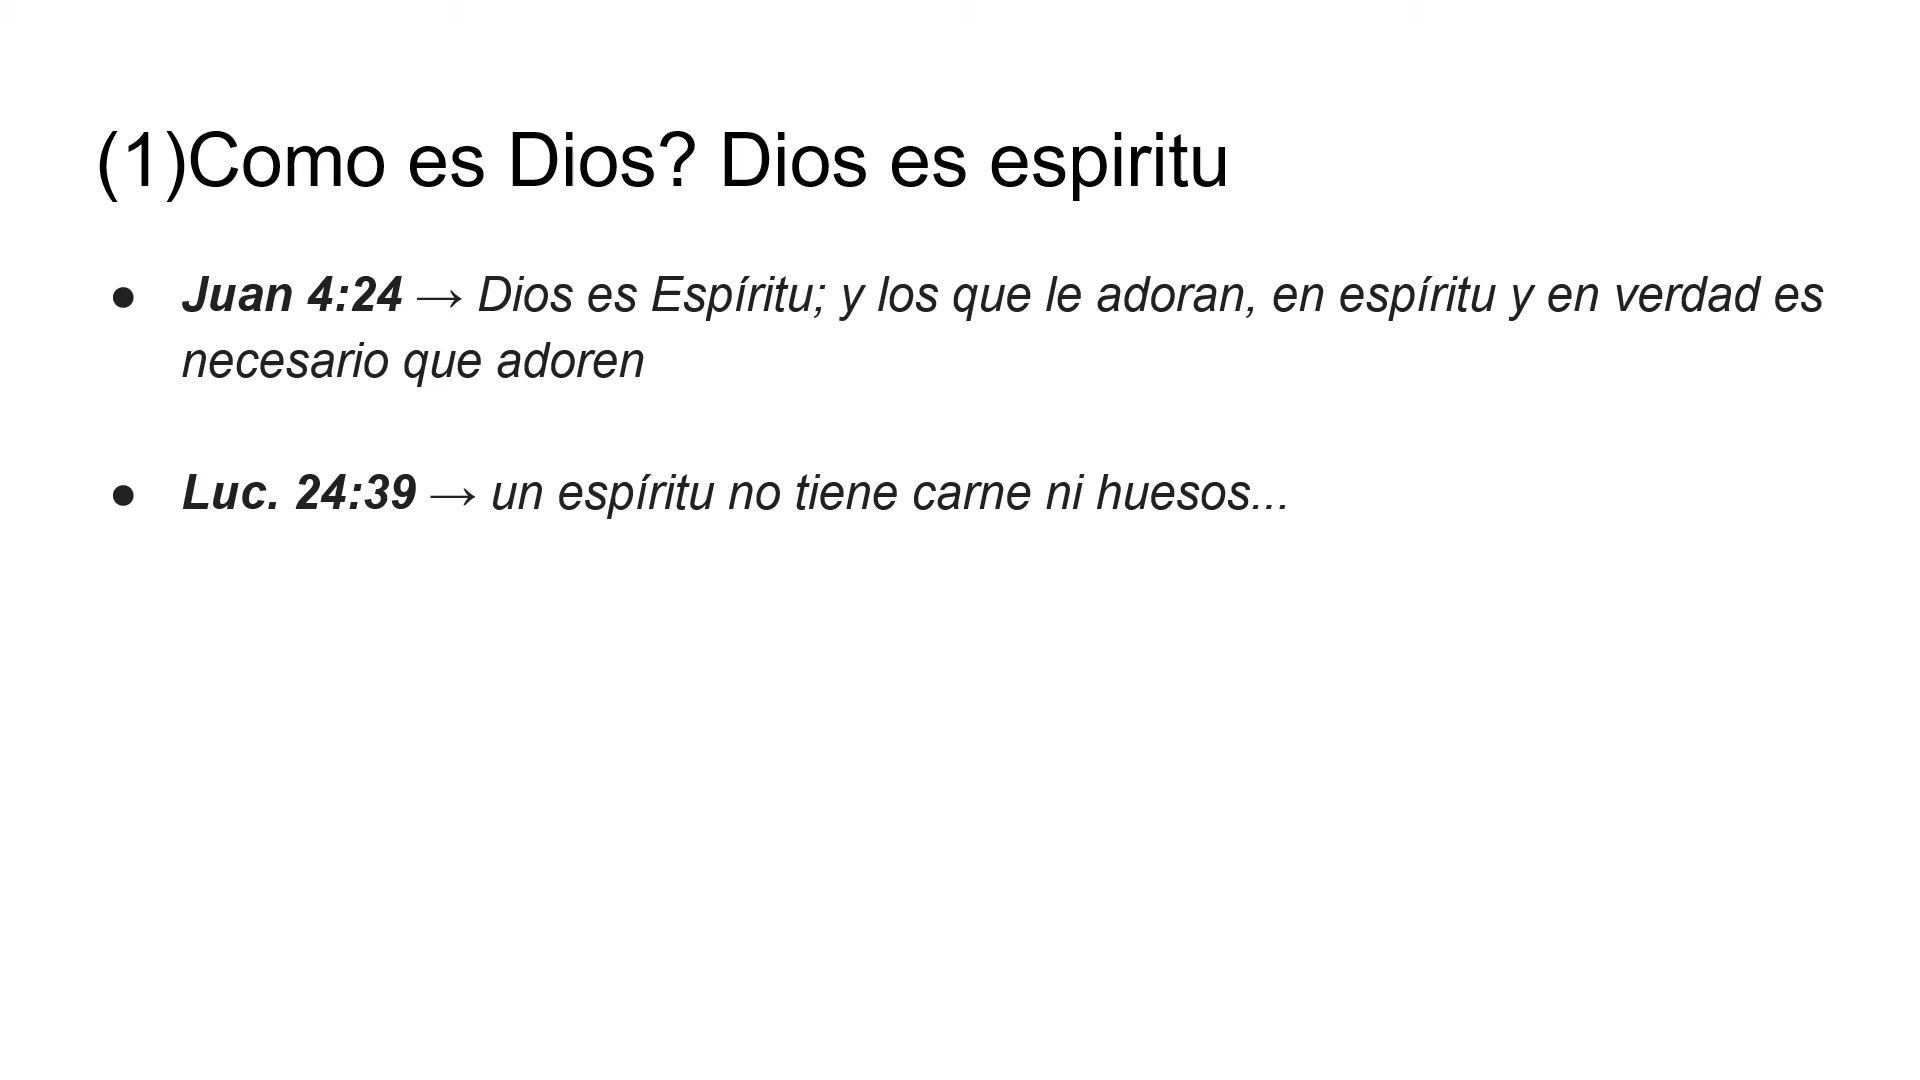 (1)Como es Dios? Dios es espiritu
● Juan 4:24 → Dios es Espíritu; y los que le adoran, en espíritu y en verdad es
necesario que adoren
● Luc. 24:39 → un espíritu no tiene carne ni huesos...